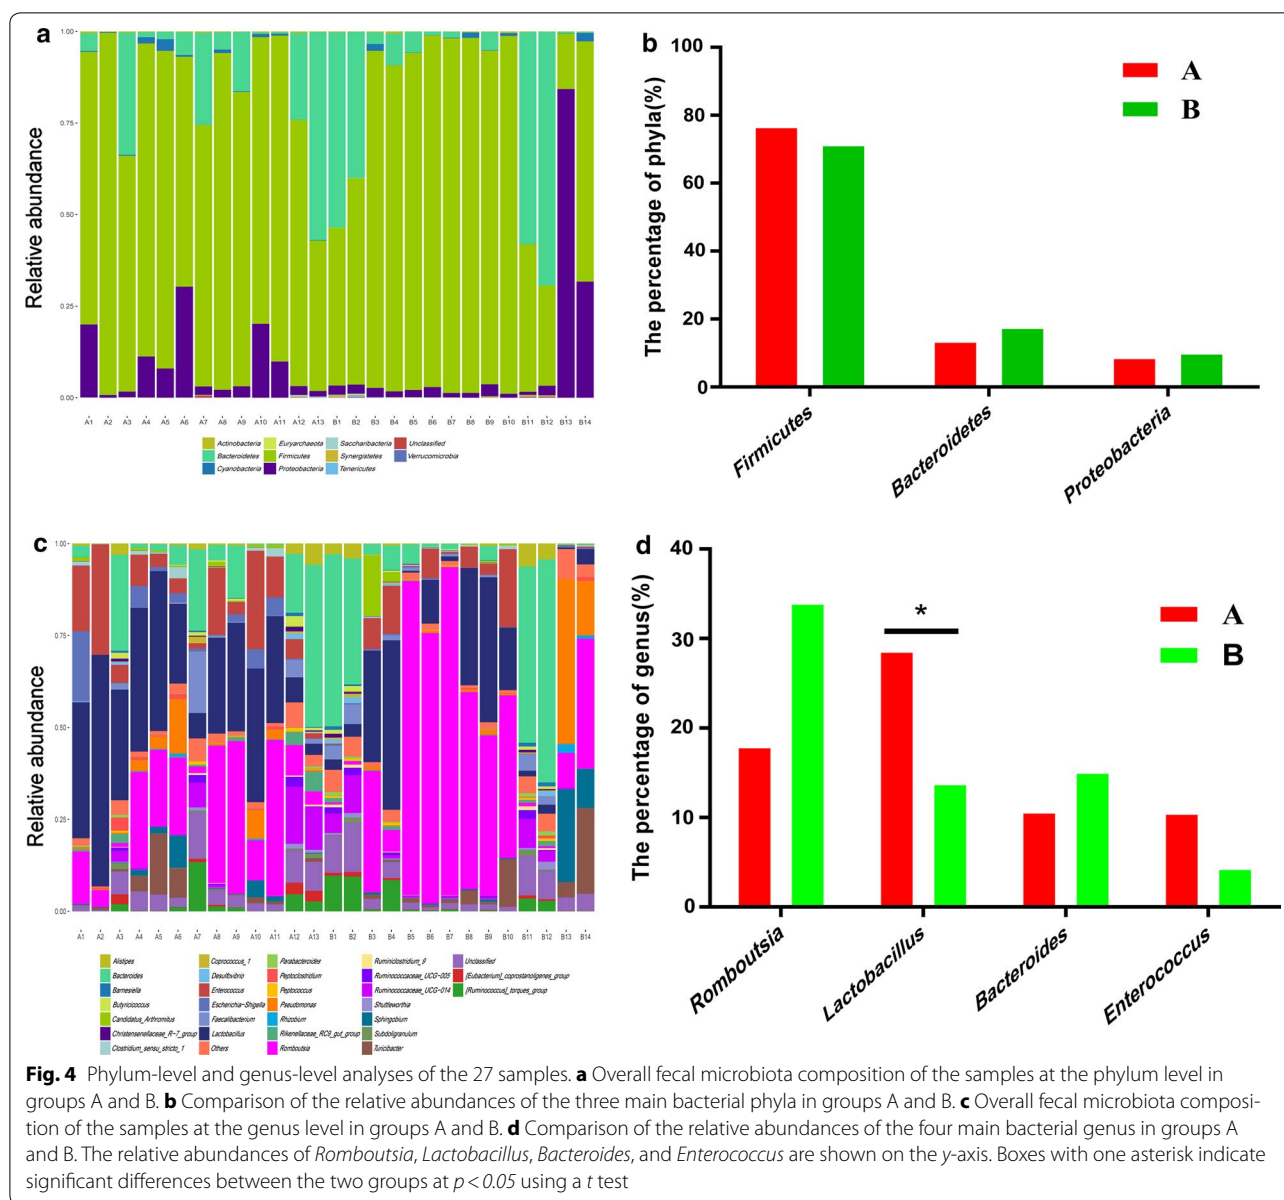 a
1.00
0.75
0.50
0.25
0.00
Relative abundance
A1 A2 A3 A4 A5 A6 A7 A8 A9 A10 A11 A12 A13 B1 B2 B3 B4 B5 B6 B7 B8 B9 B10 B11 B12 B13 B14
Actinobacteria Euryarchaeota Saccharibacteria Unclassified
Bacteroidetes Firmicutes Synergistetes Verrucomicrobia
Cyanobacteria Proteobacteria Tenericutes
b
The percentage of phyla(%)
100
80
60
40
20
0
A
B
Firmicutes
Bacteroidetes
Proteobacteria
c
1.00
0.75
0.50
0.25
0.00
Relative abundance
A1 A2 A3 A4 A5 A6 A7 A8 A9 A10 A11 A12 A13 B1 B2 B3 B4 B5 B6 B7 B8 B9 B10 B11 B12 B13 B14
Alistipes Coprococcus_1 Parabacteroides Ruminiclostridium_9 Unclassified
Bacteroides Desulfovibrio Peptoclostridium Ruminococcaceae_UCG-005 [Eubacterium]_coprostanoligenes_group
Barnesiella Enterococcus Peptococcus Ruminococcaceae_UCG-014 [Ruminococcus]_torques_group
Butyricicoccus Escherichia-Shigella Pseudomonas Shuttleworthia
Candidatus_Arthromitus Faecalibacterium Rhizobium Sphingobium
Christensenellaceae_R-7_group Lactobacillus Rikenellaceae_RC9_gut_group Subdoligranulum
Clostridium_sensu_stricto_1 Others Romboutsia Turicibacter
d
The percentage of genus(%)
40
30
20
10
0
*
A
B
Romboutsia
Lactobacillus
Bacteroides
Enterococcus
Fig. 4 Phylum-level and genus-level analyses of the 27 samples. a Overall fecal microbiota composition of the samples at the phylum level in
groups A and B. b Comparison of the relative abundances of the three main bacterial phyla in groups A and B. c Overall fecal microbiota composi-
tion of the samples at the genus level in groups A and B. d Comparison of the relative abundances of the four main bacterial genus in groups A
and B. The relative abundances of Romboutsia, Lactobacillus, Bacteroides, and Enterococcus are shown on the y-axis. Boxes with one asterisk indicate
significant differences between the two groups at p < 0.05 using a t test